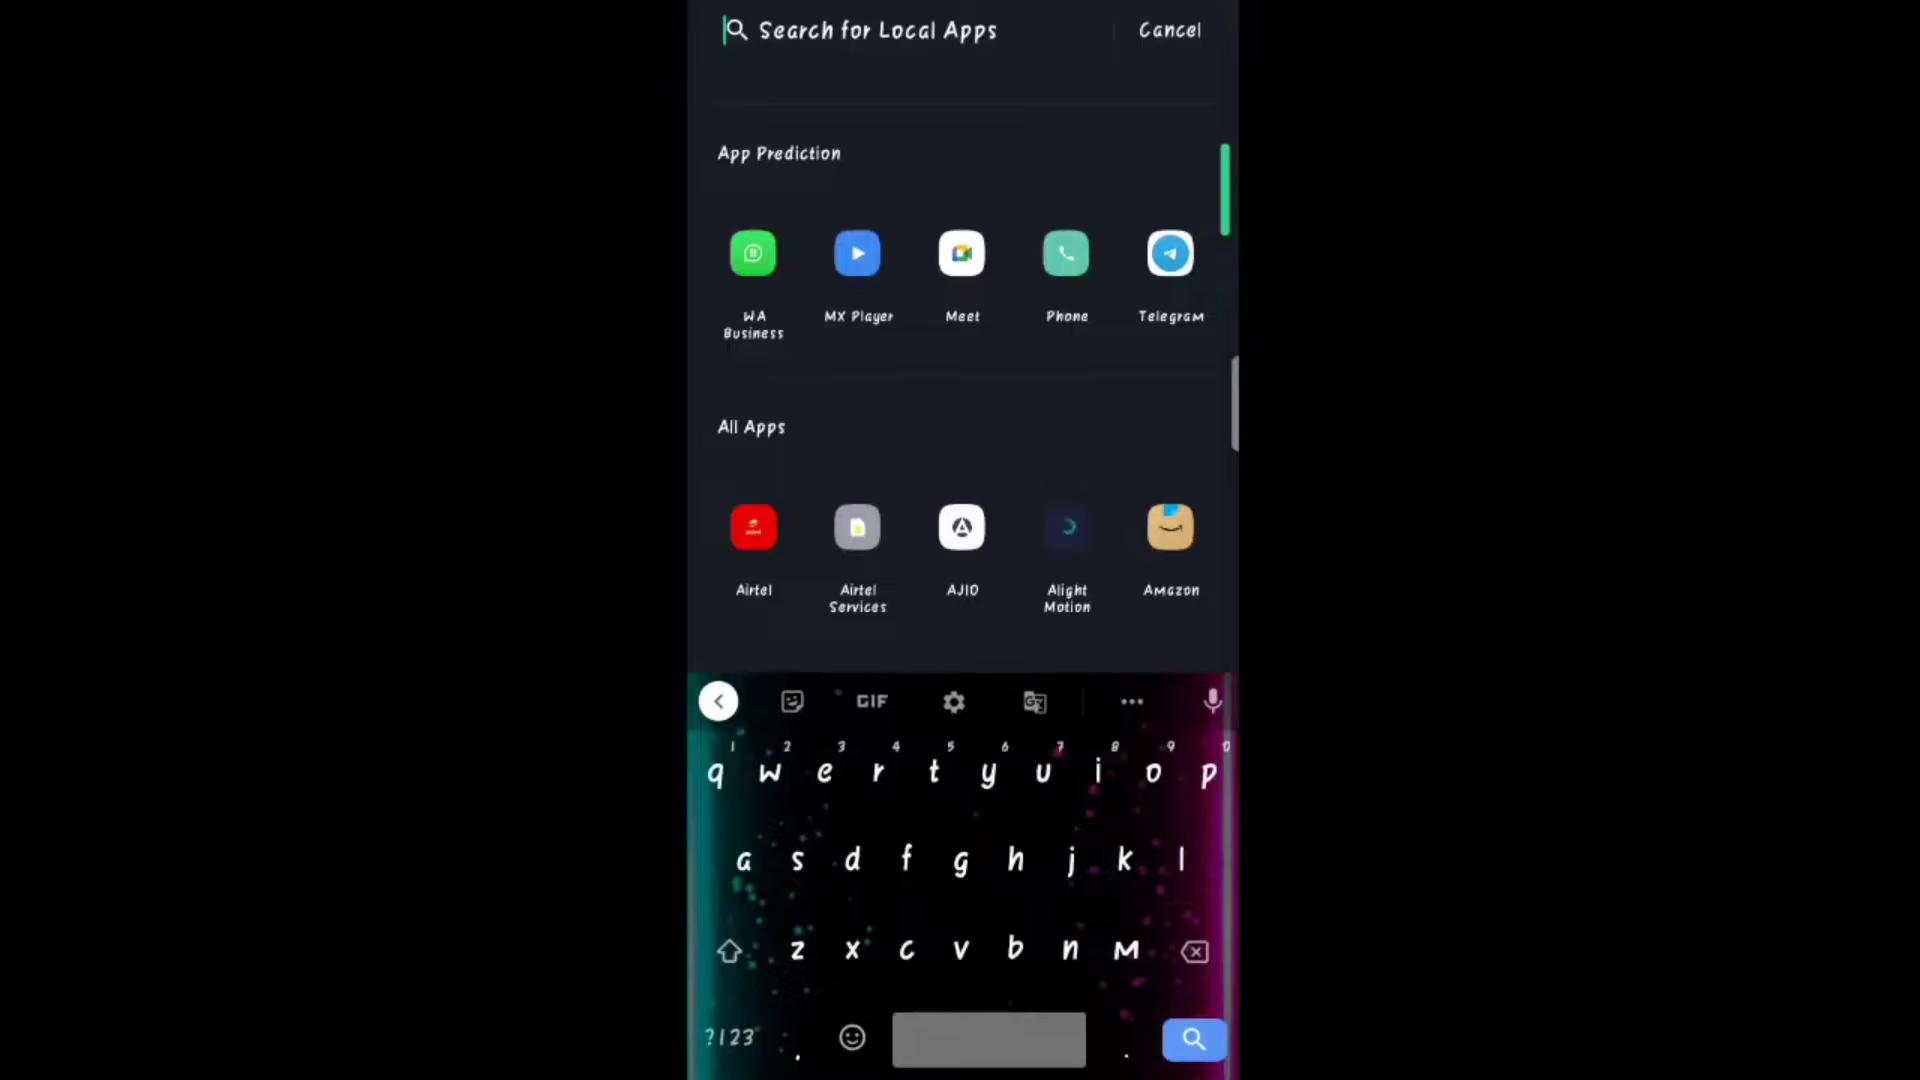 Search for Local Apps Cancel
App Prediction
WA Business MX Player Meet Phone Telegram
All Apps
Airtel Airtel Services AJIO Alight Motion Amazon
GIF
1 2 3 4 5 6 7 8 9 0
q w e r t y u i o p
a s d f g h j k l
z x c v b n m
?123 , .